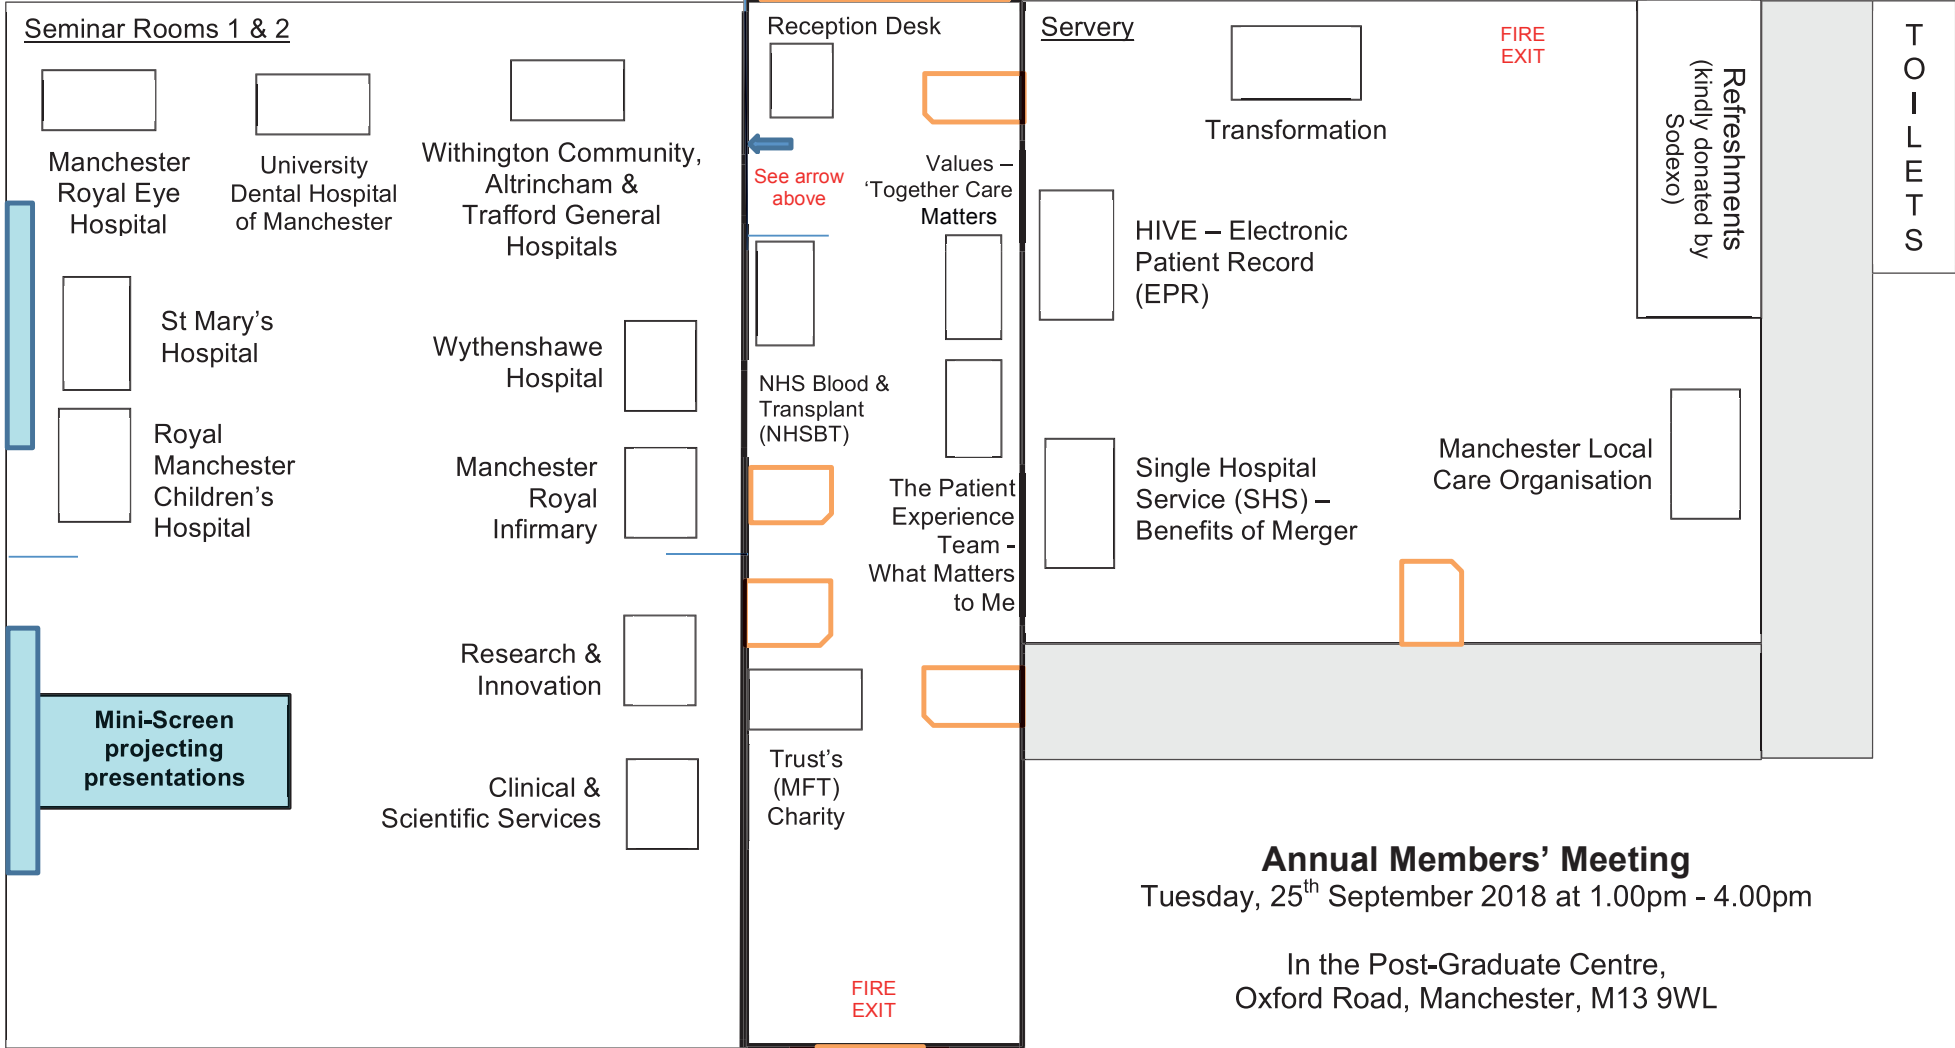 Seminar Rooms 1 & 2
Manchester
Royal Eye
Hospital
University
Dental Hospital
of Manchester
Withington Community,
Altrincham &
Trafford General
Hospitals
St Mary’s
Hospital
Wythenshawe
Hospital
Royal
Manchester
Children’s
Hospital
Manchester
Royal
Infirmary
Research &
Innovation
Mini-Screen
projecting
presentations
Clinical &
Scientific Services
Reception Desk
See arrow
above
Values –
‘Together Care
Matters
NHS Blood &
Transplant
(NHSBT)
The Patient
Experience
Team -
What Matters
to Me
Trust’s
(MFT)
Charity
FIRE
EXIT
Servery
Transformation
FIRE
EXIT
Refreshments
(kindly donated by
Sodexo)
TOILETS
HIVE – Electronic
Patient Record
(EPR)
Single Hospital
Service (SHS) –
Benefits of Merger
Manchester Local
Care Organisation
Annual Members’ Meeting
Tuesday, 25th September 2018 at 1.00pm - 4.00pm
In the Post-Graduate Centre,
Oxford Road, Manchester, M13 9WL